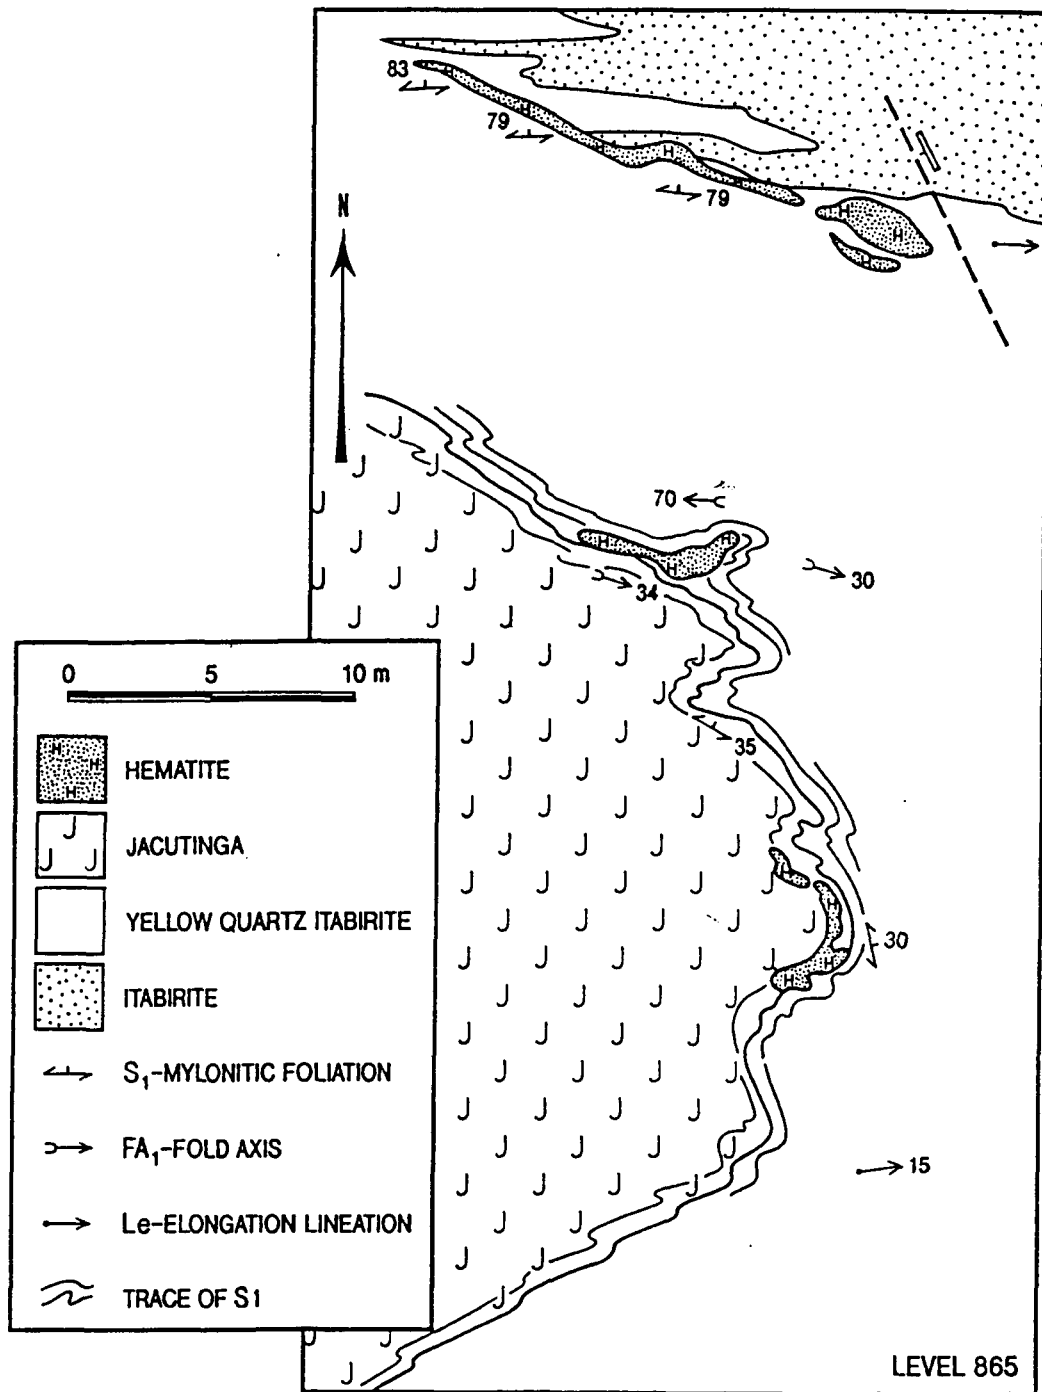 83
79
79
N
70
30
34
35
30
15
0 5 10 m
HEMATITE
JACUTINGA
YELLOW QUARTZ ITABIRITE
ITABIRITE
S₁-MYLONITIC FOLIATION
FA₁-FOLD AXIS
Le-ELONGATION LINEATION
TRACE OF S1
LEVEL 865